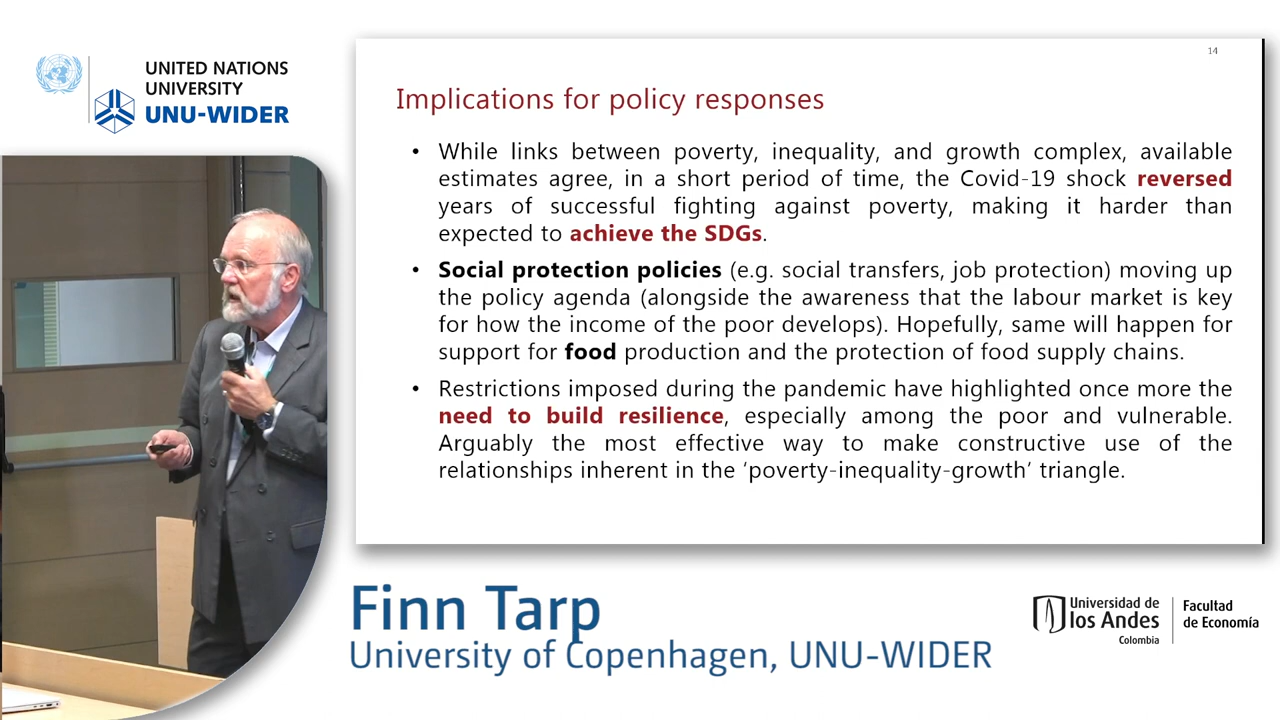 UNITED NATIONS
UNIVERSITY
UNU-WIDER
14
Implications for policy responses
• While links between poverty, inequality, and growth complex, available
estimates agree, in a short period of time, the Covid-19 shock reversed
years of successful fighting against poverty, making it harder than
expected to achieve the SDGs.
• Social protection policies (e.g. social transfers, job protection) moving up
the policy agenda (alongside the awareness that the labour market is key
for how the income of the poor develops). Hopefully, same will happen for
support for food production and the protection of food supply chains.
• Restrictions imposed during the pandemic have highlighted once more the
need to build resilience, especially among the poor and vulnerable.
Arguably the most effective way to make constructive use of the
relationships inherent in the ‘poverty-inequality-growth’ triangle.
Finn Tarp
University of Copenhagen, UNU-WIDER
Universidad de
los Andes
Colombia
Facultad
de Economía